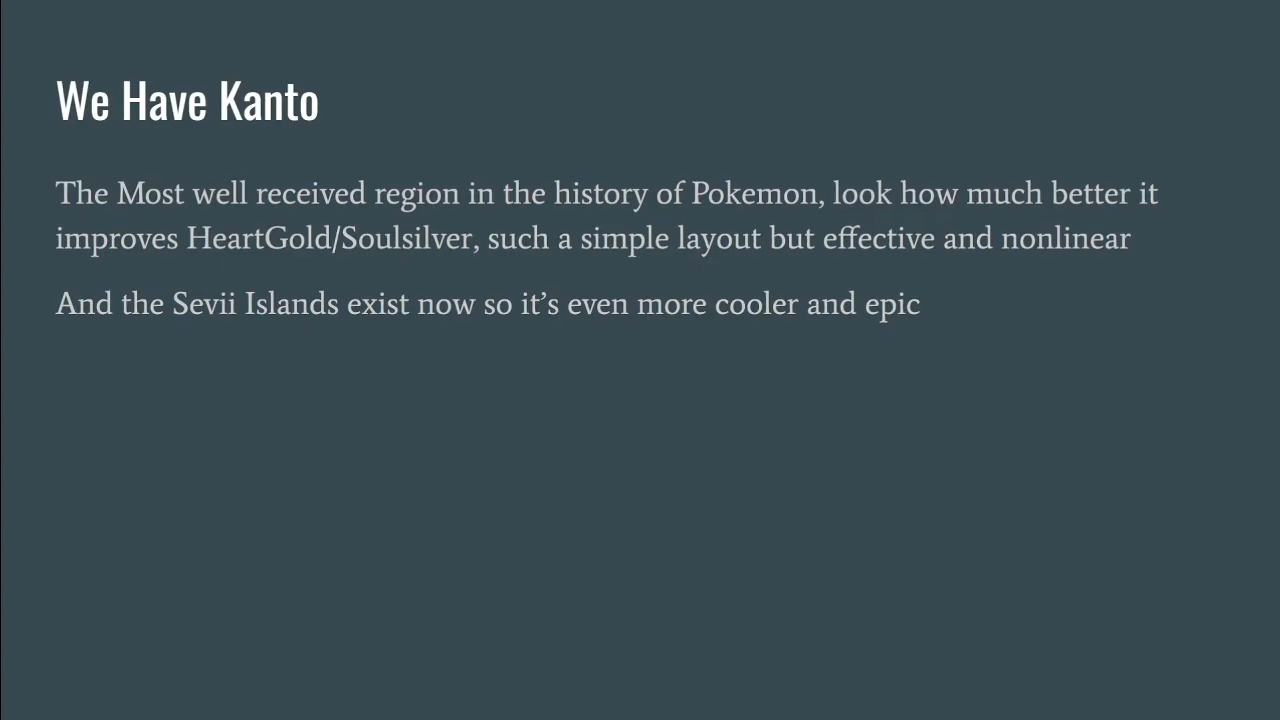 We Have Kanto
The Most well received region in the history of Pokemon, look how much better it
improves HeartGold/Soulsilver, such a simple layout but effective and nonlinear
And the Sevii Islands exist now so it’s even more cooler and epic